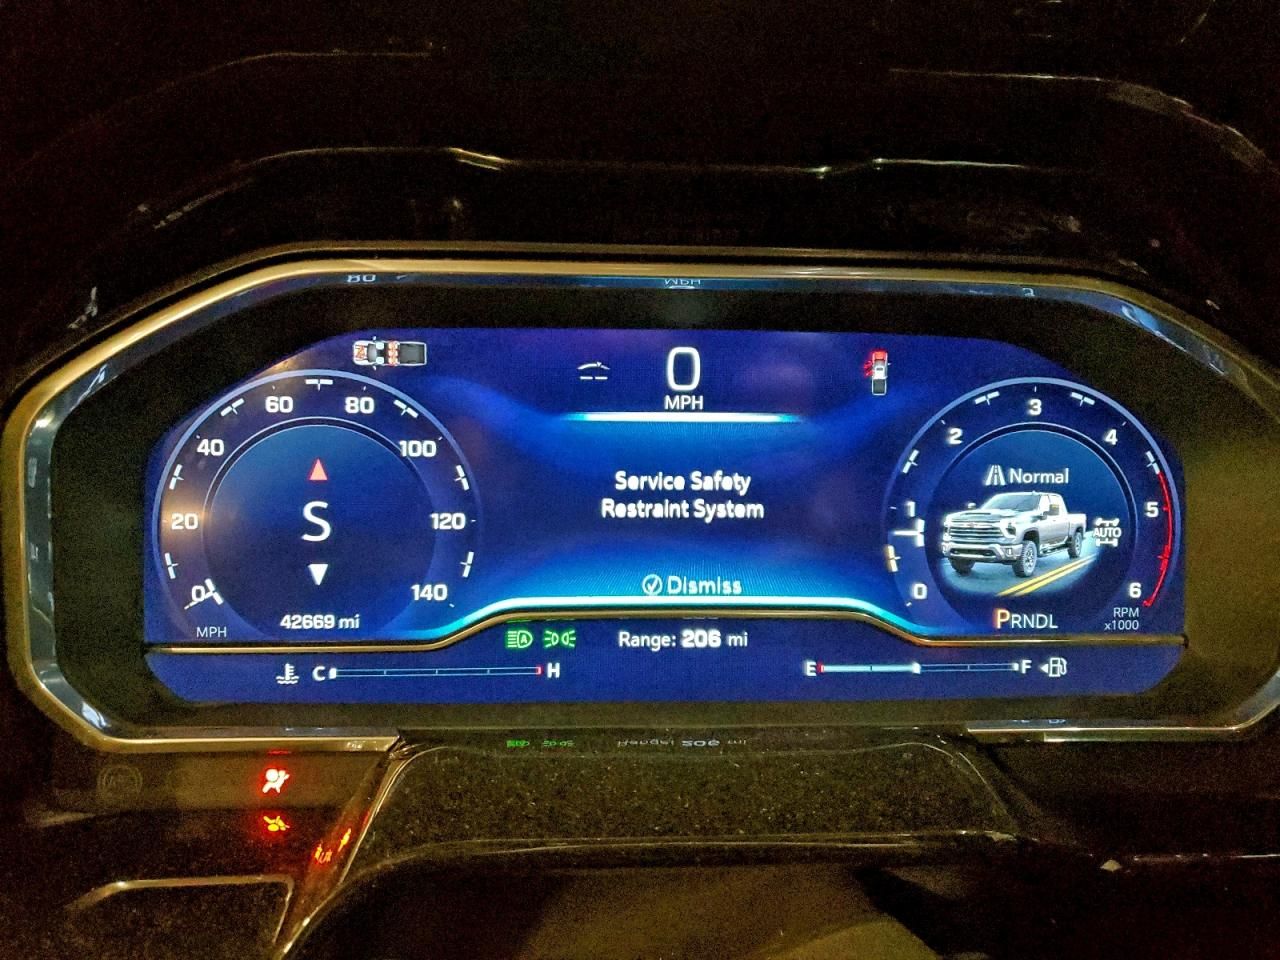 0
MPH
60
80
40
100
20
120
0
140
S
42669 mi
MPH
Service Safety
Restraint System
Dismiss
3
2
4
1
5
0
6
Normal
AUTO
PRNDL
RPM
x1000
Range: 206 mi
C
H
E
F